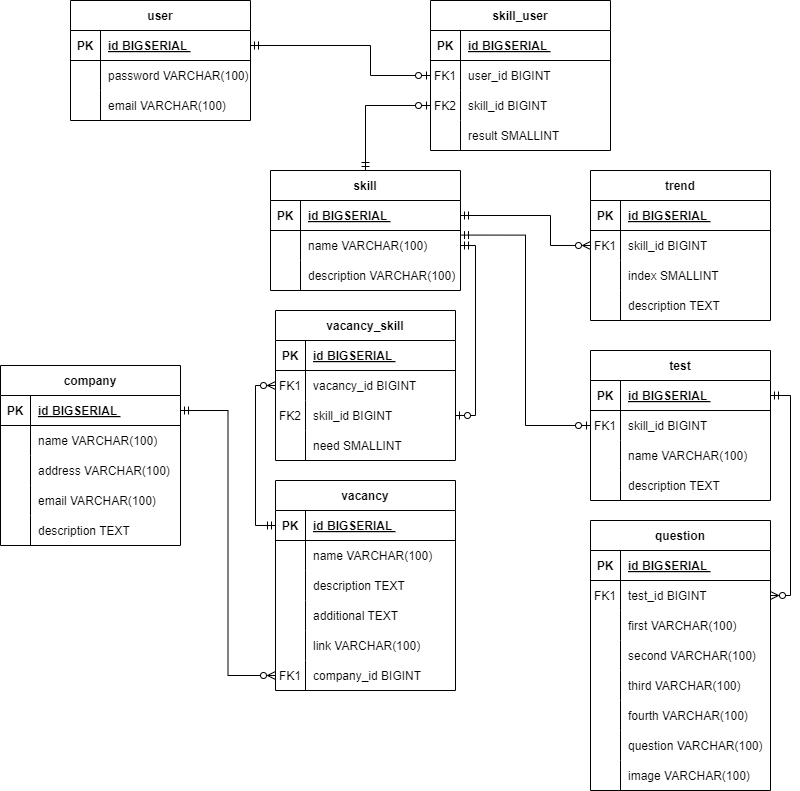 user
PK id BIGSERIAL
password VARCHAR(100)
email VARCHAR(100)
skill_user
PK id BIGSERIAL
FK1 user_id BIGINT
FK2 skill_id BIGINT
result SMALLINT
skill
PK id BIGSERIAL
name VARCHAR(100)
description VARCHAR(100)
trend
PK id BIGSERIAL
FK1 skill_id BIGINT
index SMALLINT
description TEXT
vacancy_skill
PK id BIGSERIAL
FK1 vacancy_id BIGINT
FK2 skill_id BIGINT
need SMALLINT
company
PK id BIGSERIAL
name VARCHAR(100)
address VARCHAR(100)
email VARCHAR(100)
description TEXT
test
PK id BIGSERIAL
FK1 skill_id BIGINT
name VARCHAR(100)
description TEXT
vacancy
PK id BIGSERIAL
name VARCHAR(100)
description TEXT
additional TEXT
link VARCHAR(100)
FK1 company_id BIGINT
question
PK id BIGSERIAL
FK1 test_id BIGINT
first VARCHAR(100)
second VARCHAR(100)
third VARCHAR(100)
fourth VARCHAR(100)
question VARCHAR(100)
image VARCHAR(100)